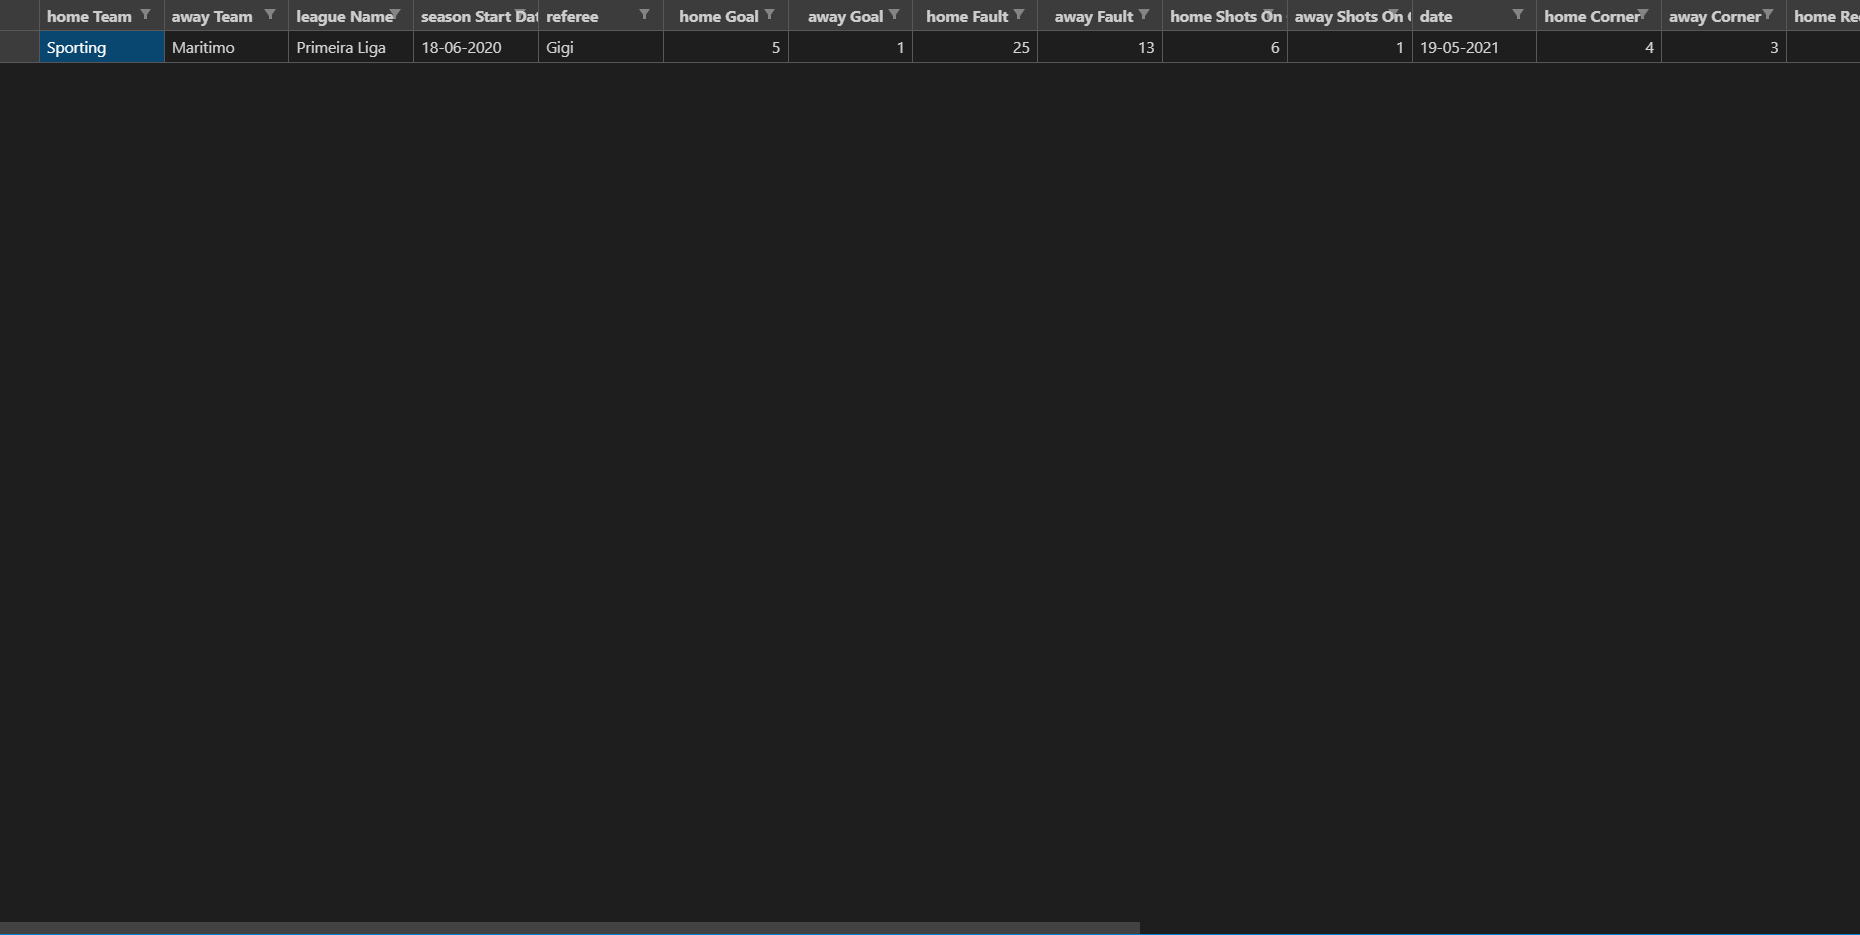 home Team away Team league Name season Start Dat referee home Goal away Goal home Fault away Fault home Shots On away Shots On date home Corner away Corner home Re
Sporting Maritimo Primeira Liga 18-06-2020 Gigi 5 1 25 13 6 1 19-05-2021 4 3